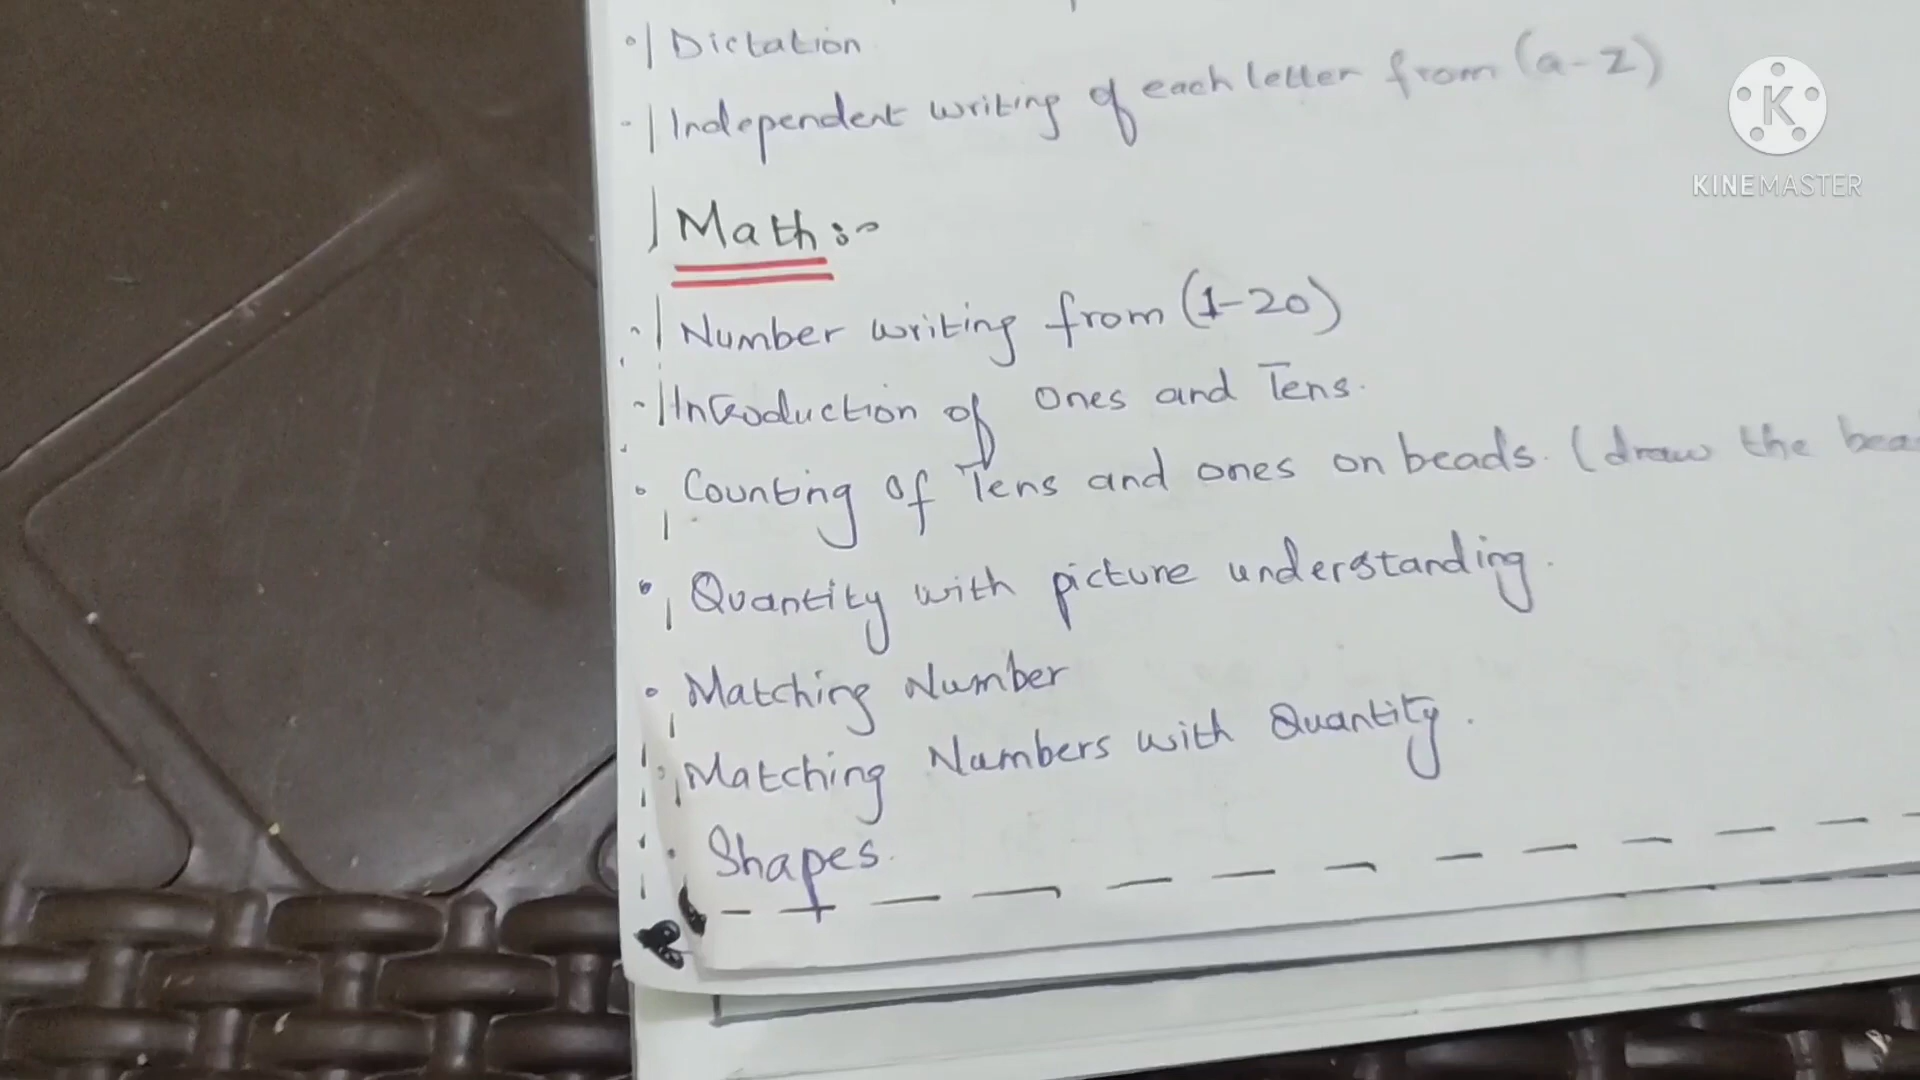 • Dictation
• Independent writing of each letter from (a-z)
KINEMASTER
Math:-
• Number writing from (1-20)
• Introduction of Ones and Tens.
• Counting of Tens and ones on beads. (draw the
• Quantity with picture understanding.
• Matching Number
• Matching Numbers with Quantity.
• Shapes.